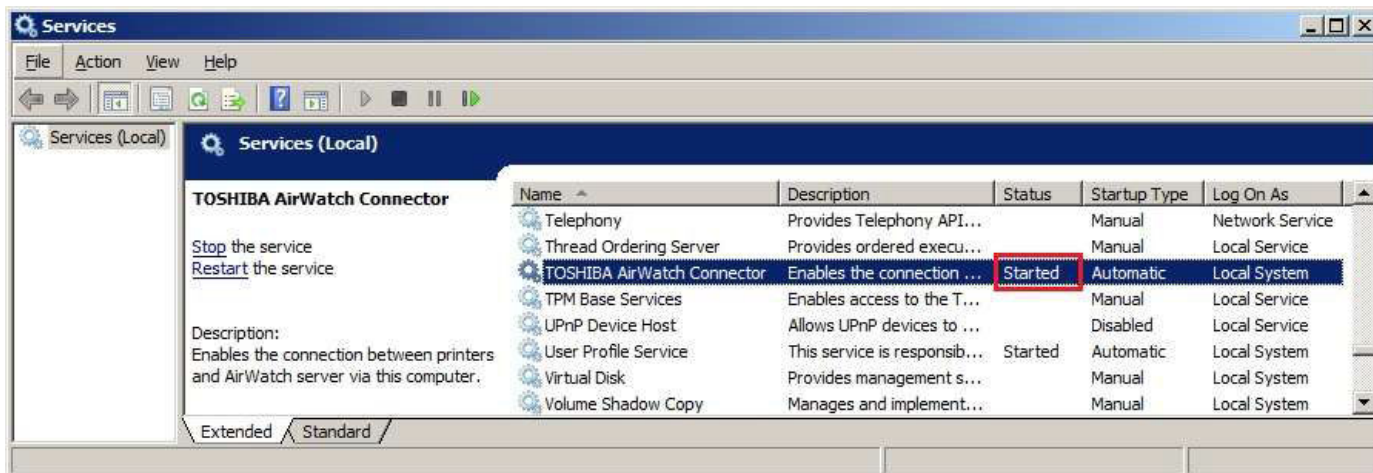 Services
File Action View Help
Services (Local)
Services (Local)
TOSHIBA AirWatch Connector
Stop the service
Restart the service
Description:
Enables the connection between printers
and AirWatch server via this computer.
Name Description Status Startup Type Log On As
Telephony Provides Telephony API... Manual Network Service
Thread Ordering Server Provides ordered execu... Manual Local Service
TOSHIBA AirWatch Connector Enables the connection ... Started Automatic Local System
TPM Base Services Enables access to the T... Manual Local Service
UPnP Device Host Allows UPnP devices to ... Disabled Local Service
User Profile Service This service is responsib... Started Automatic Local System
Virtual Disk Provides management s... Manual Local System
Volume Shadow Copy Manages and implement... Manual Local System
Extended Standard